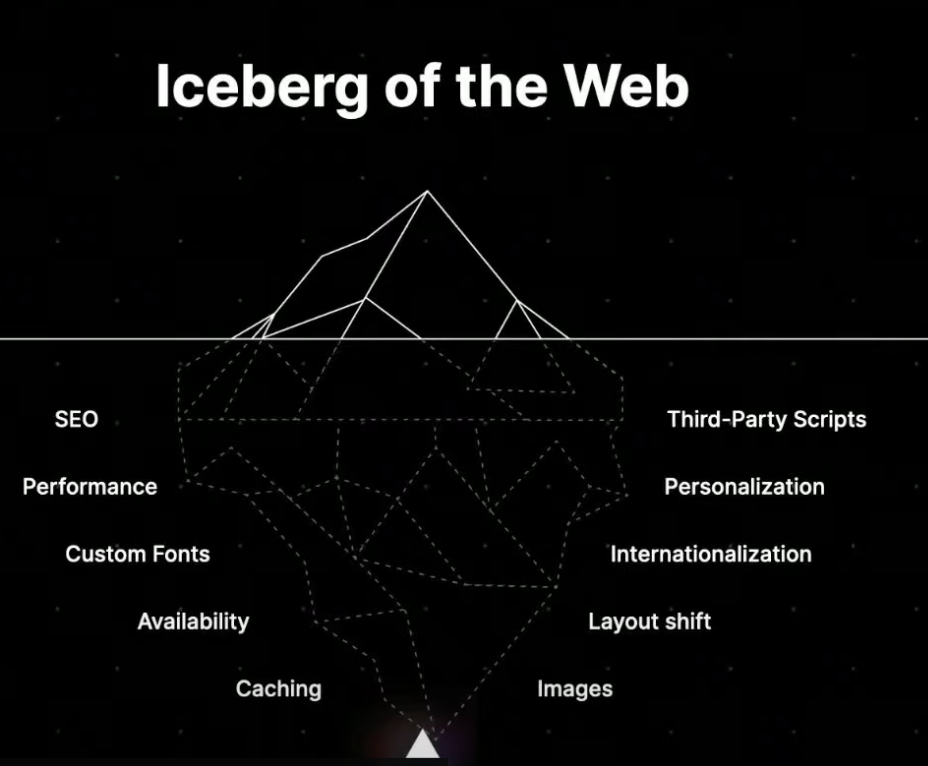 Iceberg of the Web
SEO
Third-Party Scripts
Performance
Personalization
Custom Fonts
Internationalization
Availability
Layout shift
Caching
Images